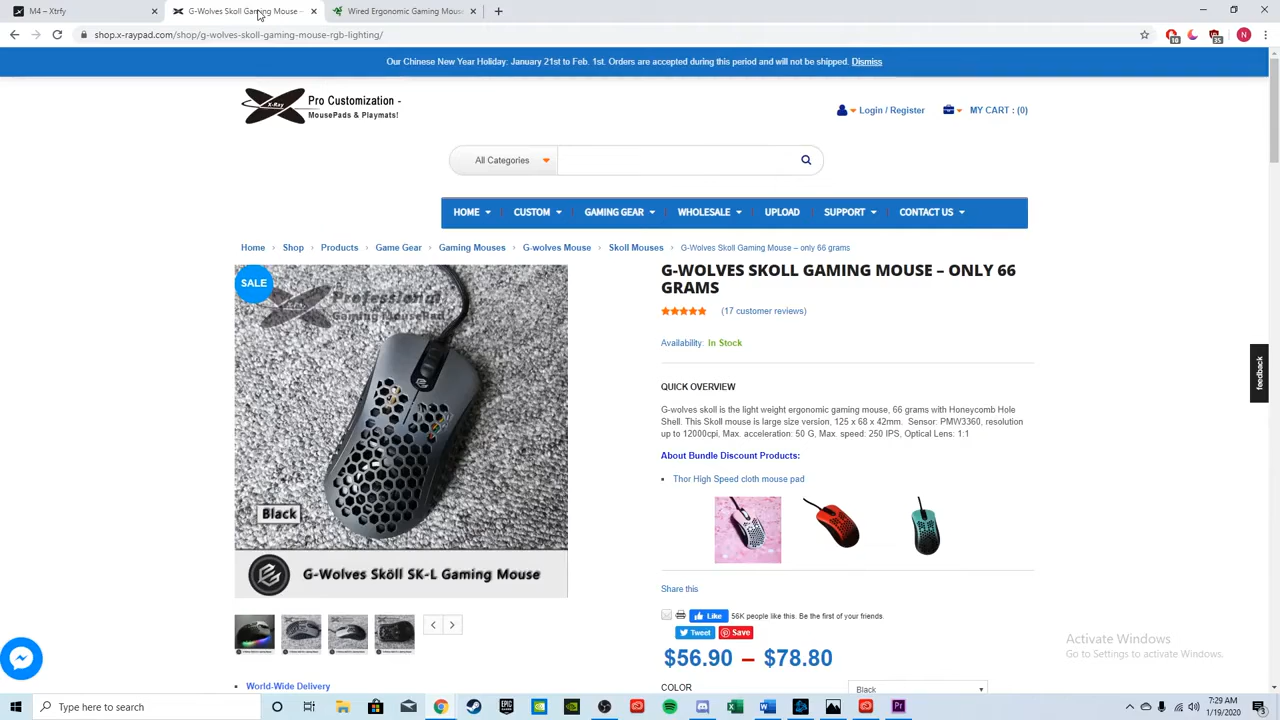 M4 – Xtrfy
G-Wolves Skoll Gaming Mouse -
Wired Ergonomic Gaming Mouse
shop.x-raypad.com/shop/g-wolves-skoll-gaming-mouse-rgb-lighting/
10
35
N
Our Chinese New Year Holiday: January 21st to Feb. 1st. Orders are accepted during this period and will not be shipped. Dismiss
X-Ray
Pro Customization -
MousePads & Playmats!
Login / Register
MY CART : (0)
All Categories
HOME
CUSTOM
GAMING GEAR
WHOLESALE
UPLOAD
SUPPORT
CONTACT US
Home › Shop › Products › Game Gear › Gaming Mouses › G-wolves Mouse › Skoll Mouses › G-Wolves Skoll Gaming Mouse – only 66 grams
SALE
Professional
Gaming MousePad
Black
G-Wolves Sköll SK-L Gaming Mouse
World-Wide Delivery
G-WOLVES SKOLL GAMING MOUSE – ONLY 66
GRAMS
(17 customer reviews)
Availability: In Stock
QUICK OVERVIEW
G-wolves skoll is the light weight ergonomic gaming mouse, 66 grams with Honeycomb Hole
Shell. This Skoll mouse is large size version, 125 x 68 x 42mm. Sensor: PMW3360, resolution
up to 12000cpi, Max. acceleration: 50 G, Max. speed: 250 IPS, Optical Lens: 1:1
About Bundle Discount Products:
Thor High Speed cloth mouse pad
Share this
Like
56K people like this. Be the first of your friends.
Tweet
Save
$56.90 – $78.80
COLOR
Black
feedback
Activate Windows
Go to Settings to activate Windows.
Type here to search
7:29 AM
1/19/2020
3